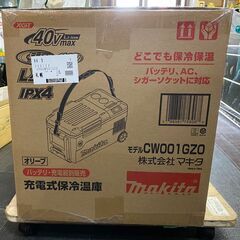 40Vmax
IPX4
どこでも保冷保温
バッテリ、AC、
シガーソケットに対応
モデル CW001GZO
株式会社マキタ
オリーブ
バッテリ・充電器別販売
充電式保冷温庫
makita